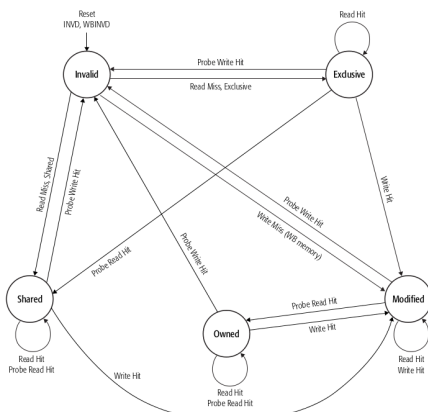 Reset
INVD, WBINVD
Read Hit
Invalid
Probe Write Hit
Exclusive
Read Miss, Exclusive
Read Miss, Shared
Probe Write Hit
Probe Read Hit
Probe Write Hit
Probe Write Hit
Write Miss (WB memory)
Write Hit
Shared
Probe Read Hit
Modified
Owned
Write Hit
Read Hit
Probe Read Hit
Write Hit
Read Hit
Probe Read Hit
Read Hit
Write Hit